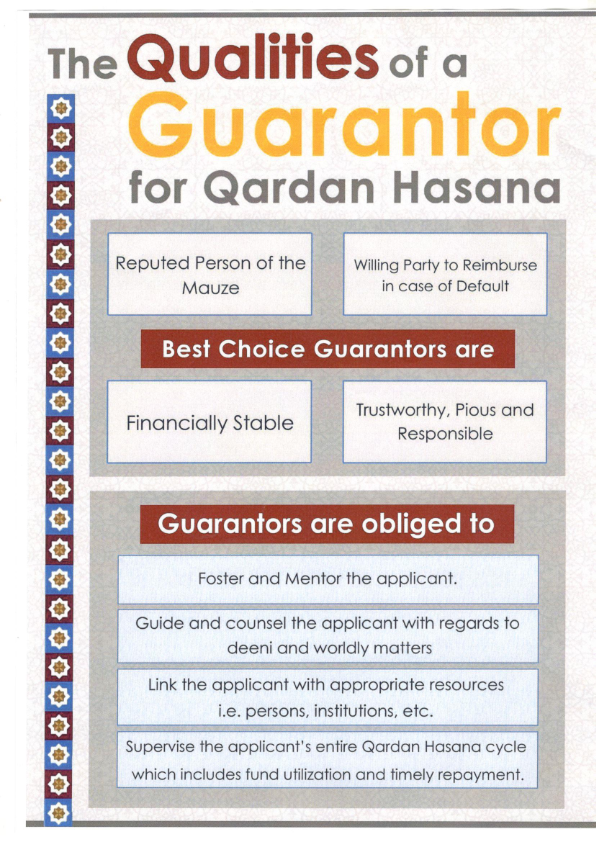 The Qualities of a
Guarantor
for Qardan Hasana
Reputed Person of the
Mauze
Willing Party to Reimburse
in case of Default
Best Choice Guarantors are
Financially Stable
Trustworthy, Pious and
Responsible
Guarantors are obliged to
Foster and Mentor the applicant.
Guide and counsel the applicant with regards to
deeni and worldly matters
Link the applicant with appropriate resources
i.e. persons, institutions, etc.
Supervise the applicant's entire Qardan Hasana cycle
which includes fund utilization and timely repayment.